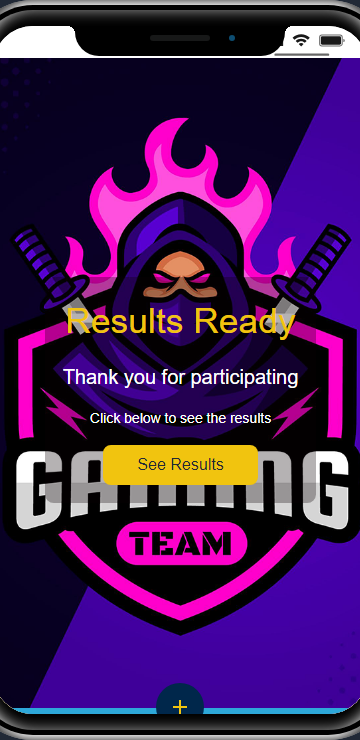 Results Ready
Thank you for participating
Click below to see the results
See Results
GAMING
TEAM
+